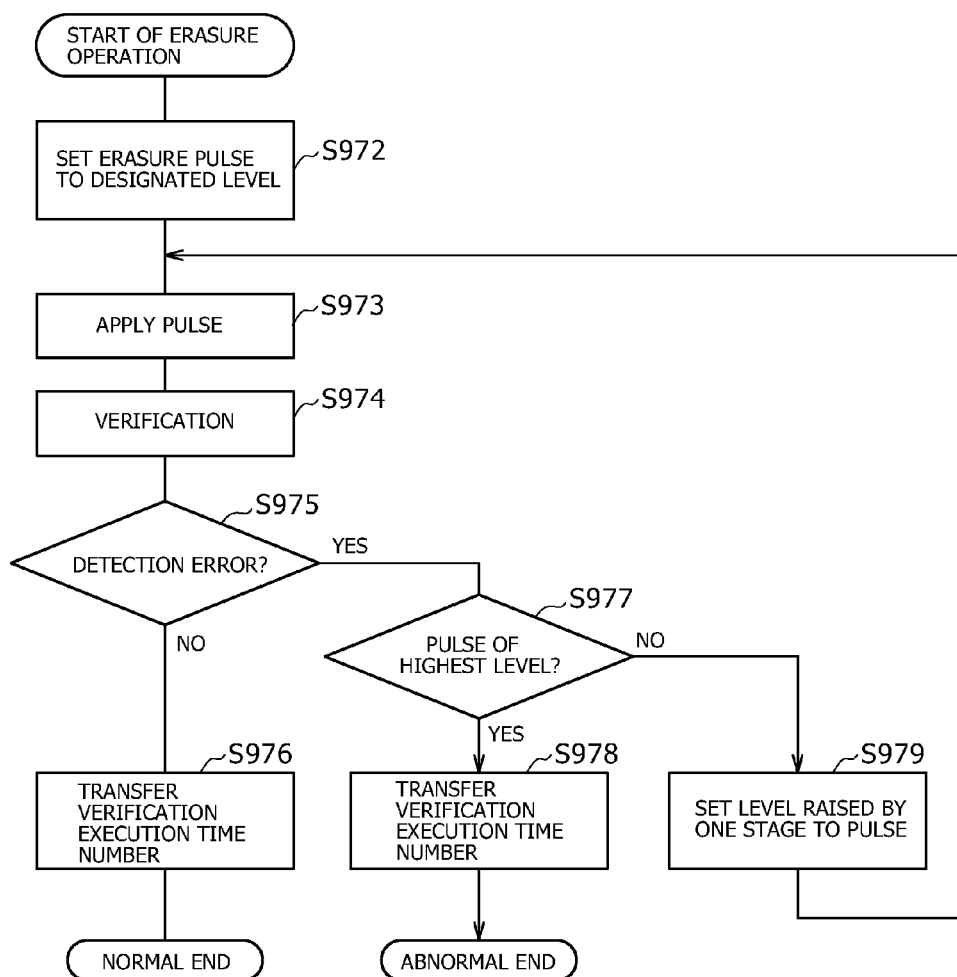 START OF ERASURE
OPERATION
S972
SET ERASURE PULSE
TO DESIGNATED LEVEL
S973
APPLY PULSE
S974
VERIFICATION
S975
DETECTION ERROR?
YES
NO
S977
PULSE OF
HIGHEST LEVEL?
NO
YES
S976
TRANSFER
VERIFICATION
EXECUTION TIME
NUMBER
S978
TRANSFER
VERIFICATION
EXECUTION TIME
NUMBER
S979
SET LEVEL RAISED BY
ONE STAGE TO PULSE
NORMAL END
ABNORMAL END